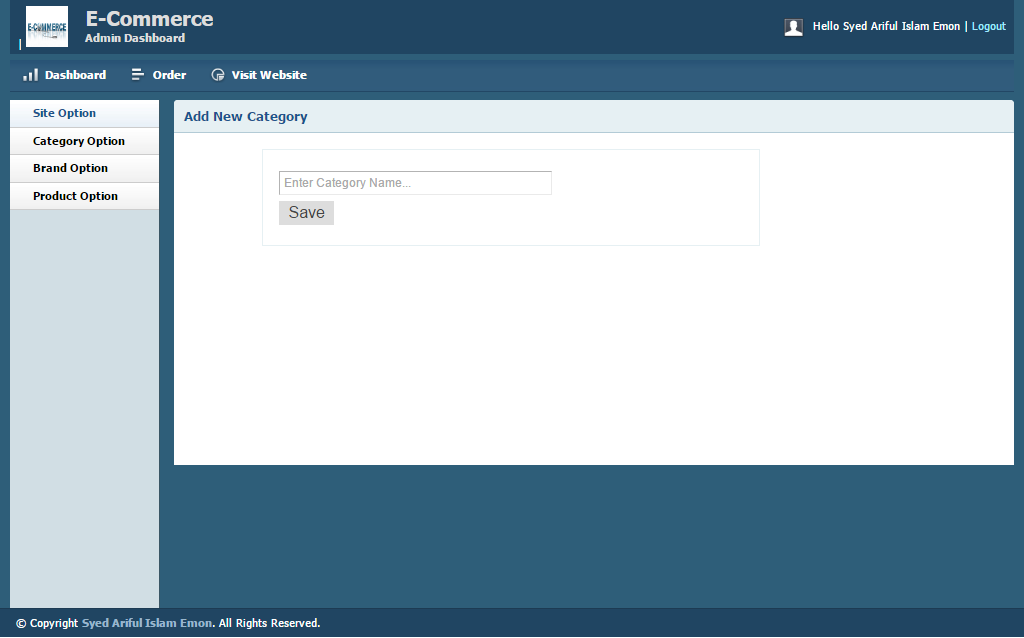 E-COMMERCE
E-Commerce
Admin Dashboard
Hello Syed Ariful Islam Emon | Logout
Dashboard Order Visit Website
Site Option
Category Option
Brand Option
Product Option
Add New Category
Enter Category Name...
Save
© Copyright Syed Ariful Islam Emon. All Rights Reserved.